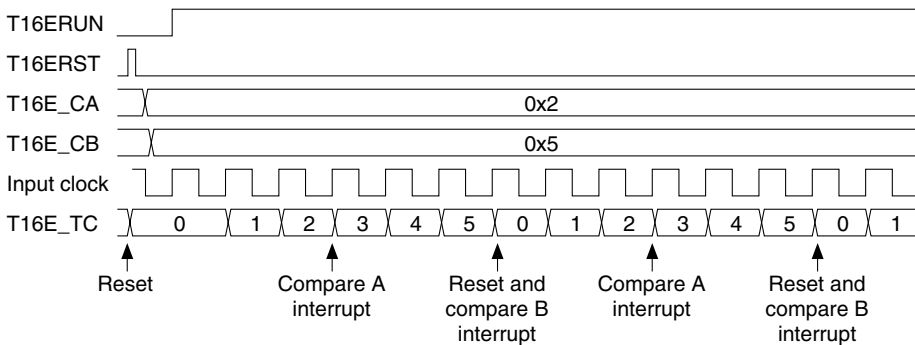 T16ERUN
T16ERST
T16E_CA 0x2
T16E_CB 0x5
Input clock
T16E_TC 0 1 2 3 4 5 0 1 2 3 4 5 0 1
Reset Compare A Reset and Compare A Reset and
interrupt compare B interrupt compare B
interrupt interrupt